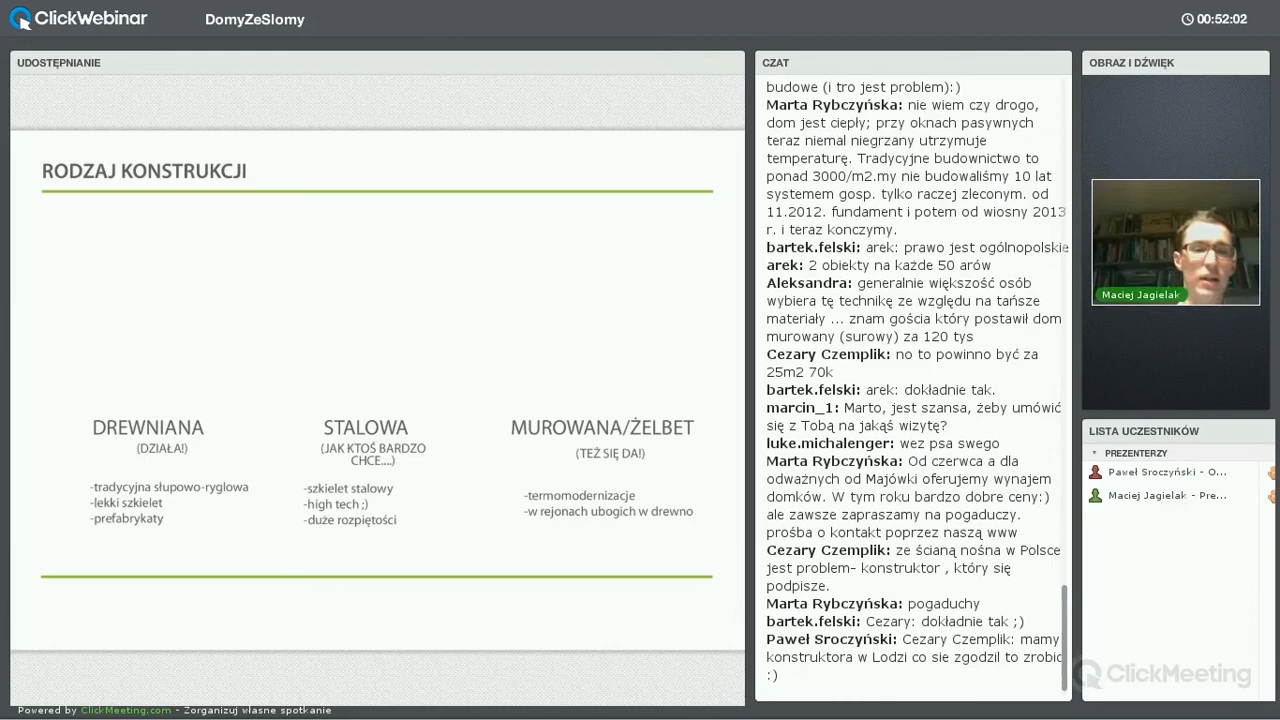 ClickWebinar
DomyZeSlomy
00:52:02
UDOSTĘPNIANIE
RODZAJ KONSTRUKCJI
DREWNIANA
(DZIAŁA!)
-tradycyjna słupowo-ryglowa
-lekki szkielet
-prefabrykaty
STALOWA
(JAK KTOŚ BARDZO
CHCE....)
-szkielet stalowy
-high tech ;)
-duże rozpiętości
MUROWANA/ŻELBET
(TEŻ SIĘ DA!)
-termomodernizacje
-w rejonach ubogich w drewno
CZAT
budowe (i tro jest problem):)
Marta Rybczyńska: nie wiem czy drogo,
dom jest ciepły; przy oknach pasywnych
teraz niemal niegrzany utrzymuje
temperaturę. Tradycyjne budownictwo to
ponad 3000/m2.my nie budowaliśmy 10 lat
systemem gosp. tylko raczej zleconym. od
11.2012. fundament i potem od wiosny 2013
r. i teraz konczymy.
bartek.felski: arek: prawo jest ogólnopolskie
arek: 2 obiekty na każde 50 arów
Aleksandra: generalnie większość osób
wybiera tę technikę ze względu na tańsze
materiały ... znam gościa który postawił dom
murowany (surowy) za 120 tys
Cezary Czemplik: no to powinno być za
25m2 70k
bartek.felski: arek: dokładnie tak.
marcin_1: Marto, jest szansa, żeby umówić
się z Tobą na jakąś wizytę?
luke.michalenger: wez psa swego
Marta Rybczyńska: Od czerwca a dla
odważnych od Majówki oferujemy wynajem
domków. W tym roku bardzo dobre ceny:)
ale zawsze zapraszamy na pogaduczy.
prośba o kontakt poprzez naszą www
Cezary Czemplik: ze ścianą nośna w Polsce
jest problem- konstruktor , który się
podpisze.
Marta Rybczyńska: pogaduchy
bartek.felski: Cezary: dokładnie tak ;)
Paweł Sroczyński: Cezary Czemplik: mamy
konstruktora w Lodzi co sie zgodzil to zrobic
:)
OBRAZ I DŹWIĘK
Maciej Jagielak
LISTA UCZESTNIKÓW
PREZENTERZY
Paweł Sroczyński - O...
Maciej Jagielak - Pre...
ClickMeeting
Powered by ClickMeeting.com - Zorganizuj własne spotkanie